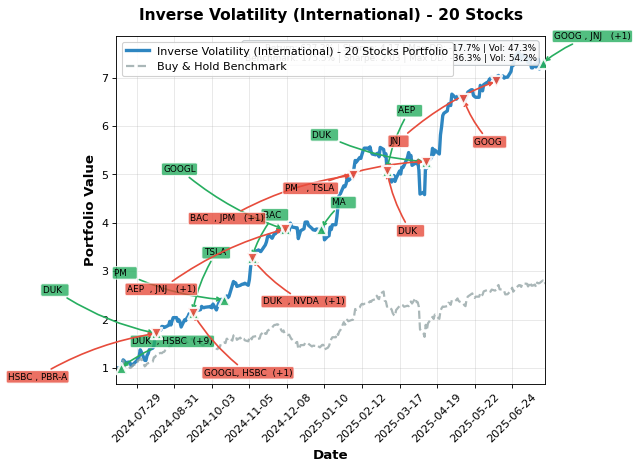 Inverse Volatility (International) - 20 Stocks
GOOG , JNJ (+1)
Inverse Volatility (International) - 20 Stocks Portfolio
Buy & Hold Benchmark
17.7% | Vol: 47.3%
36.3% | Vol: 54.2%
AEP
DUK
JNJ
GOOG
GOOGL
PM , TSLA
MA
BAC , JPM (+1)
BAC
DUK
TSLA
PM
DUK
AEP , JNJ (+1)
DUK , NVDA (+1)
DUK , HSBC (+9)
HSBC , PBR-A
GOOGL, HSBC (+1)
Portfolio Value
7
6
5
4
3
2
1
2024-07-29
2024-08-31
2024-10-03
2024-11-05
2024-12-08
2025-01-10
2025-02-12
2025-03-17
2025-04-19
2025-05-22
2025-06-24
Date